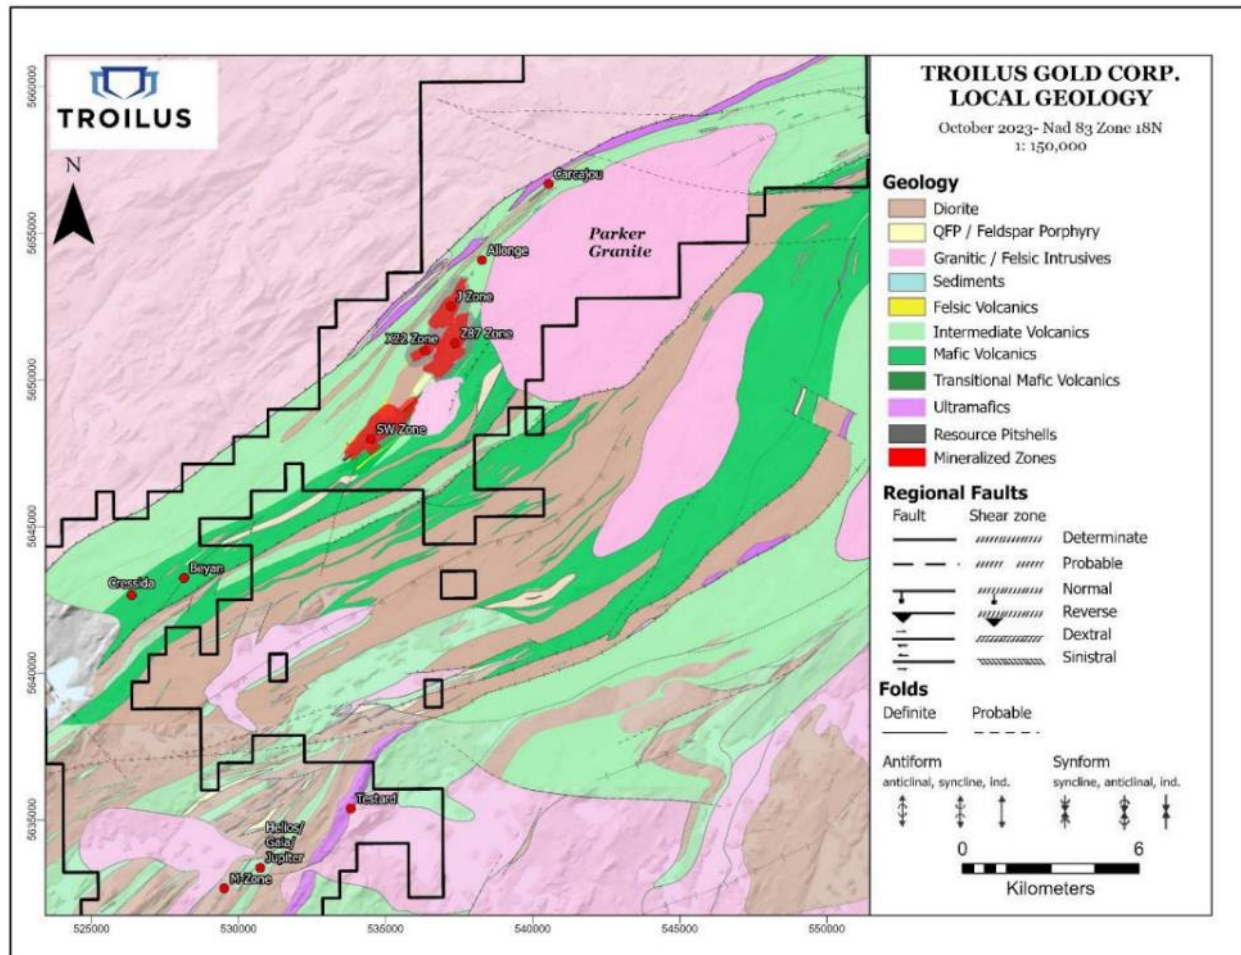 TROILUS
N
TROILUS GOLD CORP.
LOCAL GEOLOGY
October 2023- Nad 83 Zone 18N
1: 150,000
Geology
Diorite
QFP / Feldspar Porphyry
Granitic / Felsic Intrusives
Sediments
Felsic Volcanics
Intermediate Volcanics
Mafic Volcanics
Transitional Mafic Volcanics
Ultramafics
Resource Pitshells
Mineralized Zones
Regional Faults
Fault Shear zone
Determinate
Probable
Normal
Reverse
Dextral
Sinistral
Folds
Definite Probable
Antiform Synform
anticlinal, syncline, ind. syncline, anticlinal, ind.
0 6
Kilometers
Carcajou
Parker
Granite
Allonge
J Zone
X22 Zone
Z87 Zone
SW Zone
Beyan
Cressida
Testard
Helios/
Gaia/
Jupiter
M-Zone
5660000
5655000
5650000
5645000
5640000
5635000
525000 530000 535000 540000 545000 550000